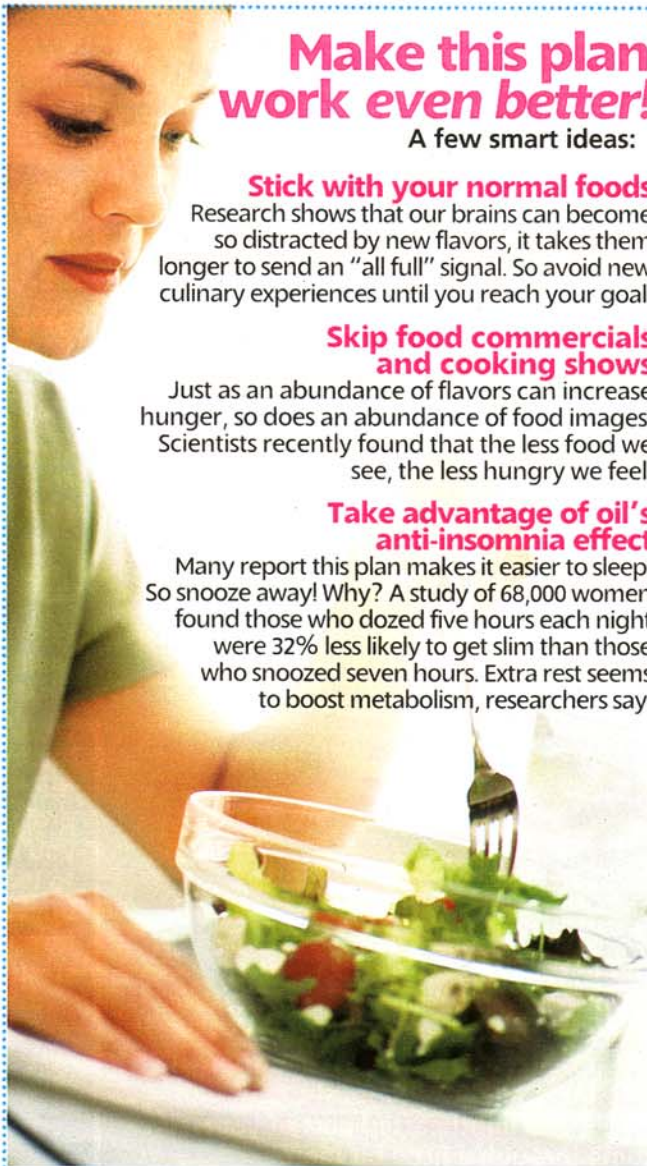 Make this plan
work even better!
A few smart ideas:
Stick with your normal foods
Research shows that our brains can become
so distracted by new flavors, it takes them
longer to send an "all full" signal. So avoid new
culinary experiences until you reach your goal
Skip food commercials
and cooking shows
Just as an abundance of flavors can increase
hunger, so does an abundance of food images
Scientists recently found that the less food we
see, the less hungry we feel
Take advantage of oil's
anti-insomnia effect
Many report this plan makes it easier to sleep
So snooze away! Why? A study of 68,000 women
found those who dozed five hours each night
were 32% less likely to get slim than those
who snoozed seven hours. Extra rest seems
to boost metabolism, researchers say